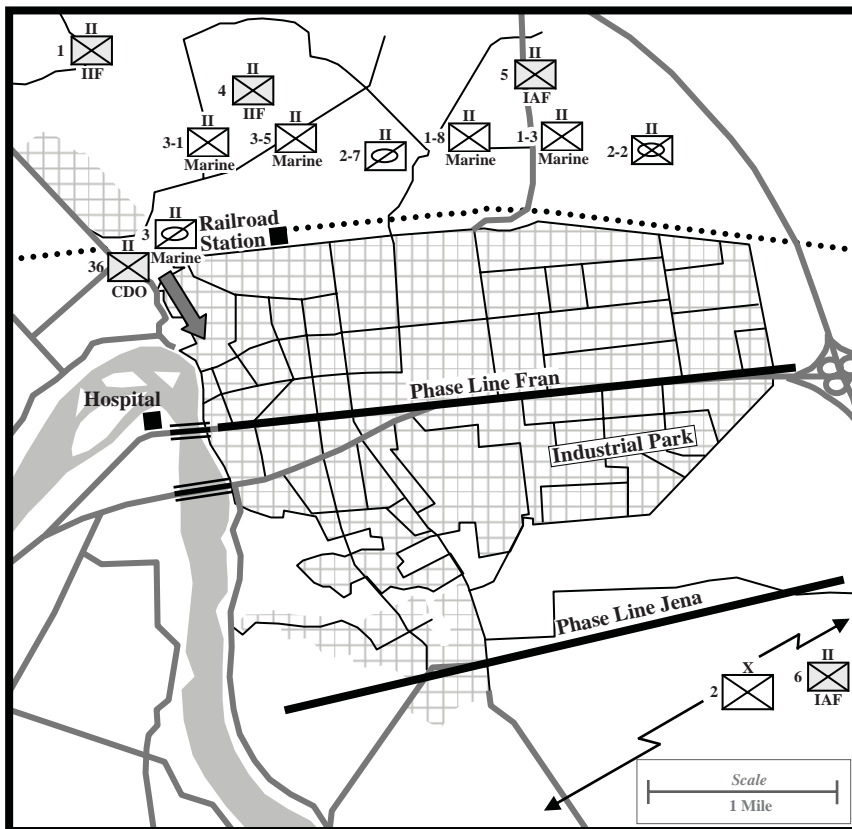 II
1
IIF
II
4
IIF
II
5
IAF
II
3-1
Marine
II
3-5
Marine
II
2-7
II
1-8
Marine
II
1-3
Marine
II
2-2
II
3
Marine
Railroad
Station
II
36
CDO
Hospital
Phase Line Fran
Industrial Park
Phase Line Jena
X
2
II
6
IAF
Scale
1 Mile